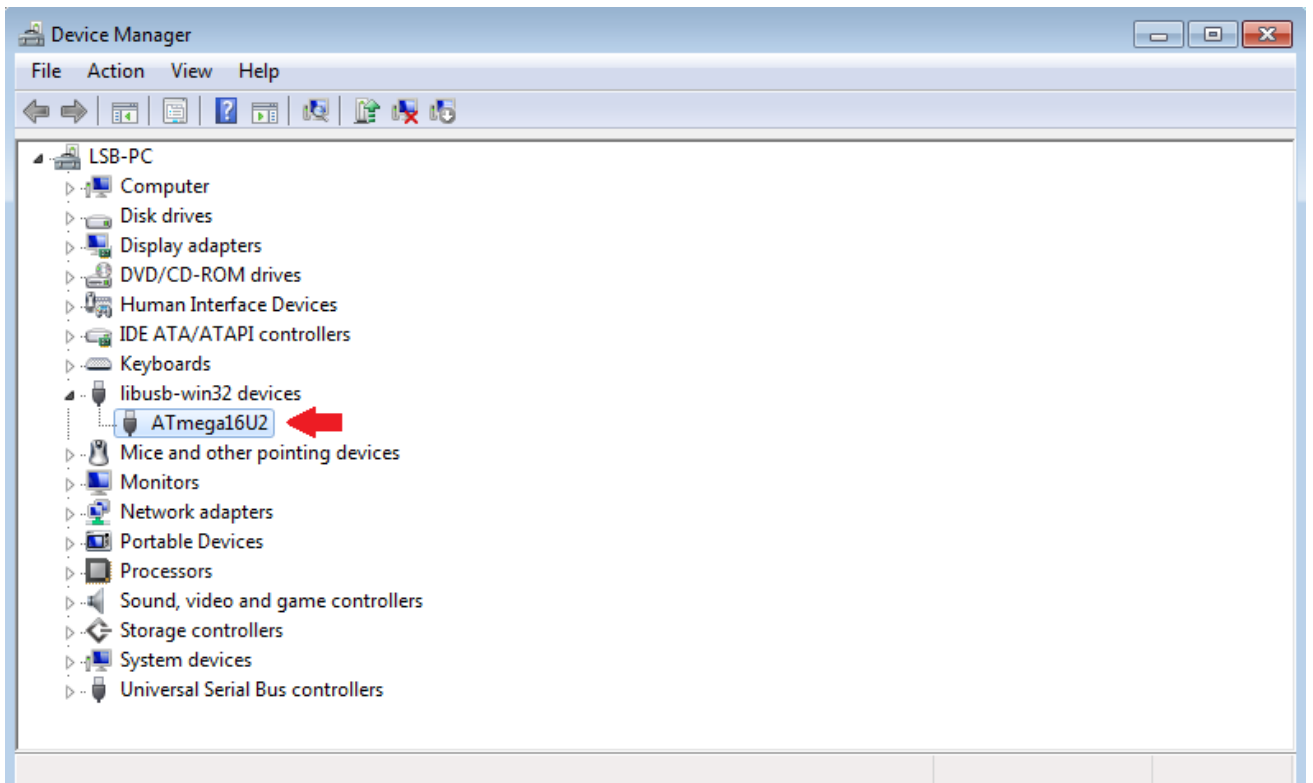 Device Manager
File Action View Help
LSB-PC
Computer
Disk drives
Display adapters
DVD/CD-ROM drives
Human Interface Devices
IDE ATA/ATAPI controllers
Keyboards
libusb-win32 devices
ATmega16U2
Mice and other pointing devices
Monitors
Network adapters
Portable Devices
Processors
Sound, video and game controllers
Storage controllers
System devices
Universal Serial Bus controllers